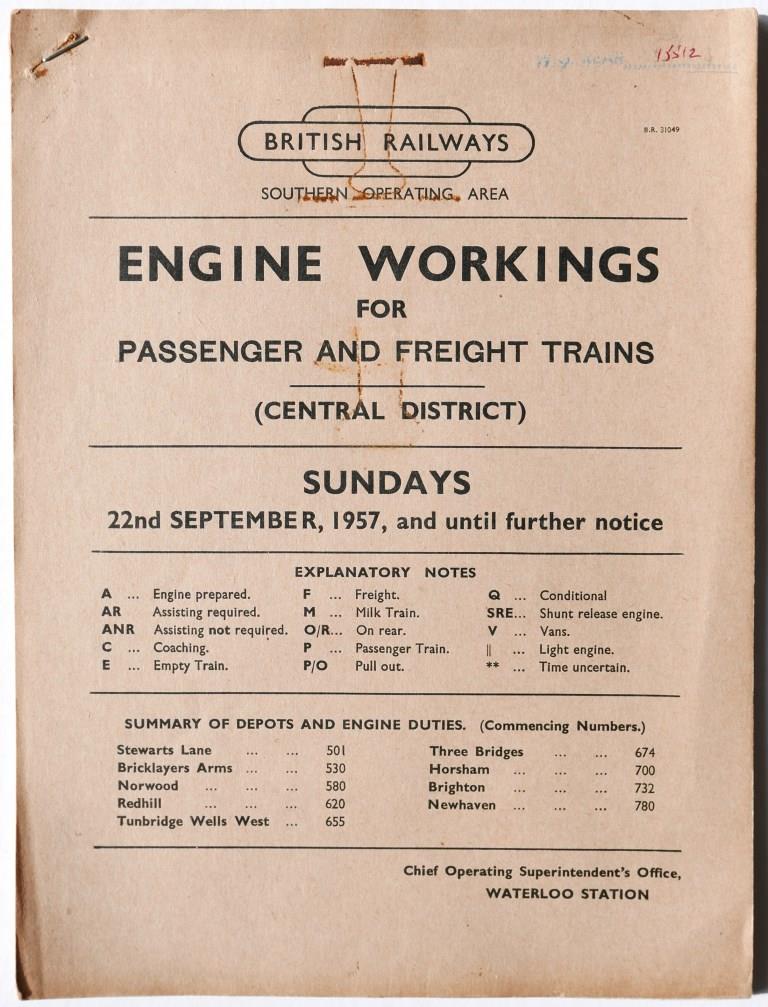 15512
B.R. 31049
BRITISH RAILWAYS
SOUTHERN OPERATING AREA
ENGINE WORKINGS
FOR
PASSENGER AND FREIGHT TRAINS
(CENTRAL DISTRICT)
SUNDAYS
22nd SEPTEMBER, 1957, and until further notice
EXPLANATORY NOTES
A ... Engine prepared. F ... Freight. Q ... Conditional
AR Assisting required. M ... Milk Train. SRE... Shunt release engine.
ANR Assisting not required. O/R... On rear. V ... Vans.
C ... Coaching. P ... Passenger Train. || ... Light engine.
E ... Empty Train. P/O Pull out. ** ... Time uncertain.
SUMMARY OF DEPOTS AND ENGINE DUTIES. (Commencing Numbers.)
Stewarts Lane ... ... 501 Three Bridges ... ... 674
Bricklayers Arms ... ... 530 Horsham ... ... ... 700
Norwood ... ... ... 580 Brighton ... ... ... 732
Redhill ... ... ... 620 Newhaven ... ... ... 780
Tunbridge Wells West ... 655
Chief Operating Superintendent's Office,
WATERLOO STATION